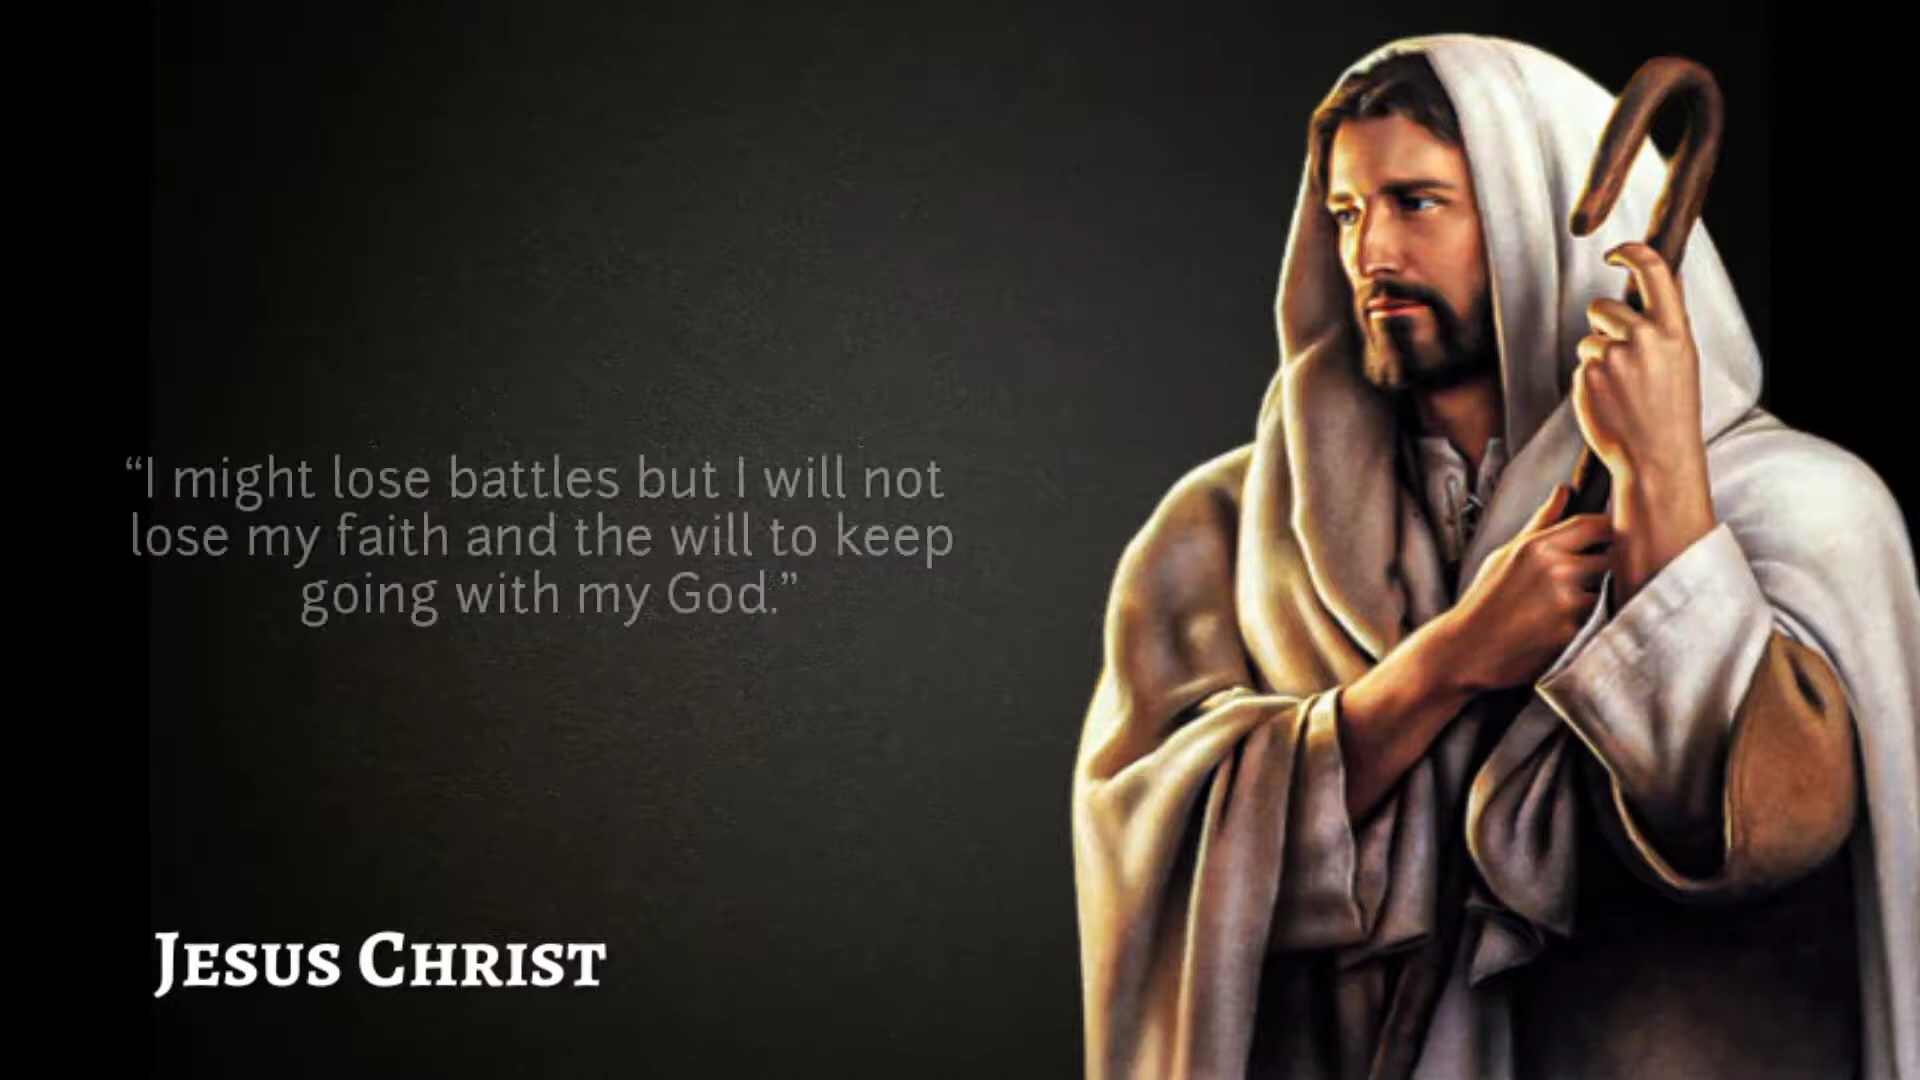 “I might lose battles but I will not
lose my faith and the will to keep
going with my God.”
Jesus Christ